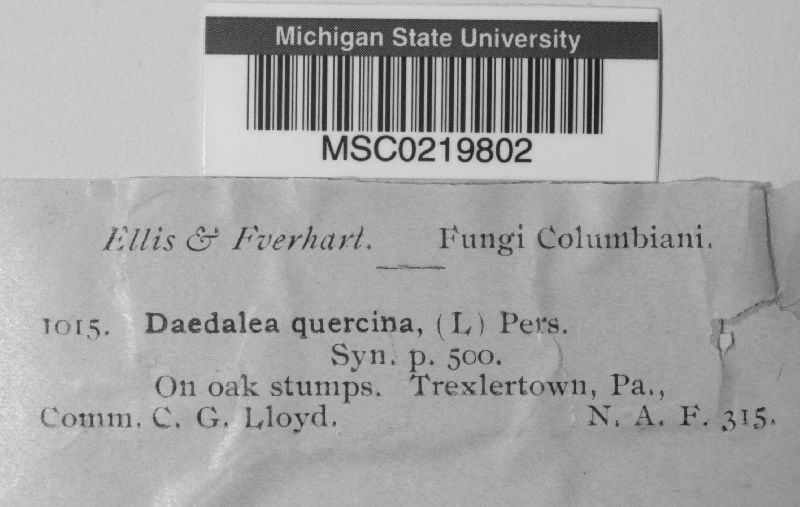 Michigan State University
MSC0219802
Ellis & Everhart. Fungi Columbiani.
1015. Daedalea quercina, (L) Pers.
Syn. p. 500.
On oak stumps. Trexlertown, Pa.,
Comm. C. G. Lloyd. N. A. F. 315.